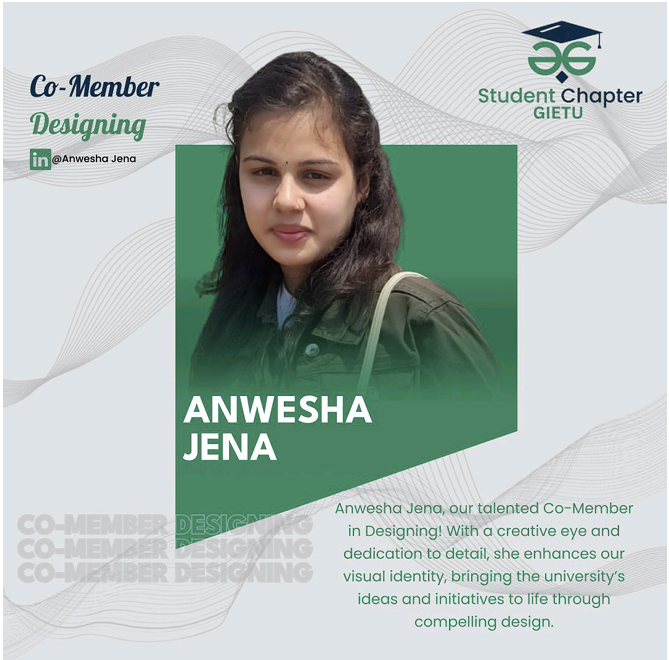 Co-Member
Designing
in @Anwesha Jena
GG
Student Chapter
GIETU
ANWESHA
JENA
CO-MEMBER DESIGNING
CO-MEMBER DESIGNING
CO-MEMBER DESIGNING
Anwesha Jena, our talented Co-Member
in Designing! With a creative eye and
dedication to detail, she enhances our
visual identity, bringing the university's
ideas and initiatives to life through
compelling design.